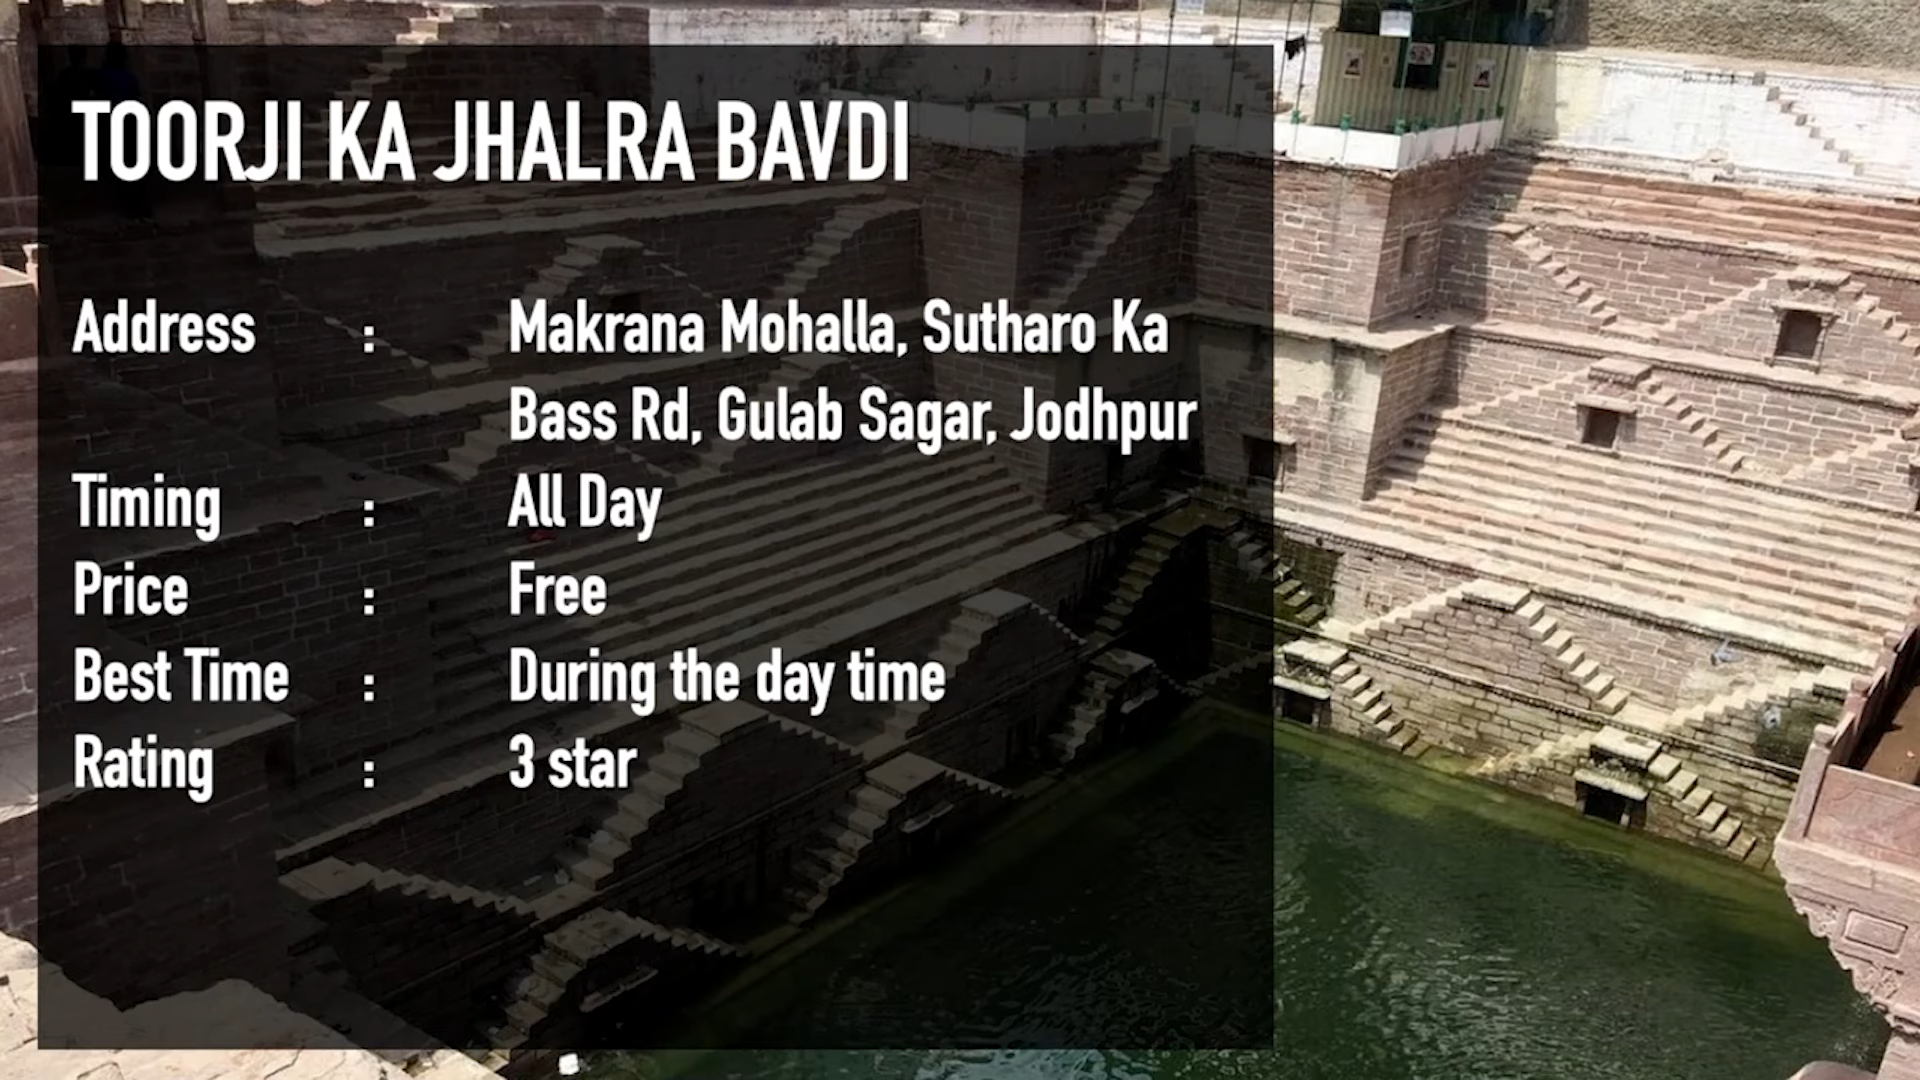 TOORJI KA JHALRA BAVDI
Address : Makrana Mohalla, Sutharo Ka
Bass Rd, Gulab Sagar, Jodhpur
Timing : All Day
Price : Free
Best Time : During the day time
Rating : 3 star